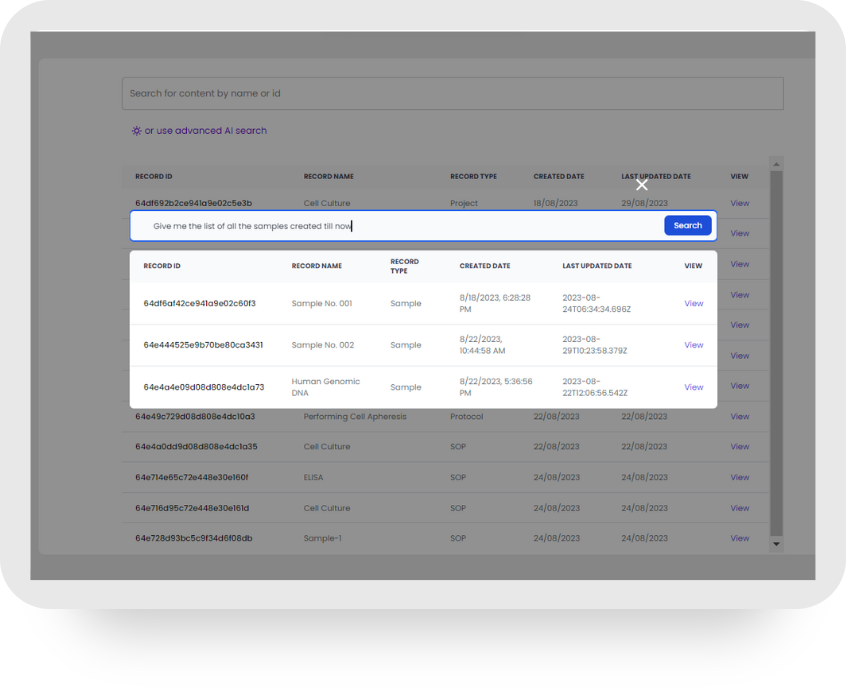 Search for content by name or id
or use advanced AI search
RECORD ID RECORD NAME RECORD TYPE CREATED DATE LAST UPDATED DATE VIEW
64df692b2ce941a9e02c5e3b Cell Culture Project 18/08/2023 29/08/2023 View
Give me the list of all the samples created till now Search
View
RECORD ID RECORD NAME RECORD TYPE CREATED DATE LAST UPDATED DATE VIEW
View
64df6af42ce941a9e02c60f3 Sample No. 001 Sample 8/18/2023, 6:28:28 PM 2023-08-24T06:34:34.696Z View
View
View
64e444525e9b70be80ca3431 Sample No. 002 Sample 8/22/2023, 10:44:58 AM 2023-08-29T10:23:58.379Z View
View
64e4a4e09d08d808e4dc1a73 Human Genomic DNA Sample 8/22/2023, 5:36:56 PM 2023-08-22T12:06:56.542Z View
View
64e49c729d08d808e4dc10a3 Performing Cell Apheresis Protocol 22/08/2023 22/08/2023 View
64e4a0dd9d08d808e4dc1a35 Cell Culture SOP 22/08/2023 22/08/2023 View
64e714e65c72e448e30e160f ELISA SOP 24/08/2023 24/08/2023 View
64e716d95c72e448e30e161d Cell Culture SOP 24/08/2023 24/08/2023 View
64e728d93bc5c9f34d6f08db Sample-1 SOP 24/08/2023 24/08/2023 View